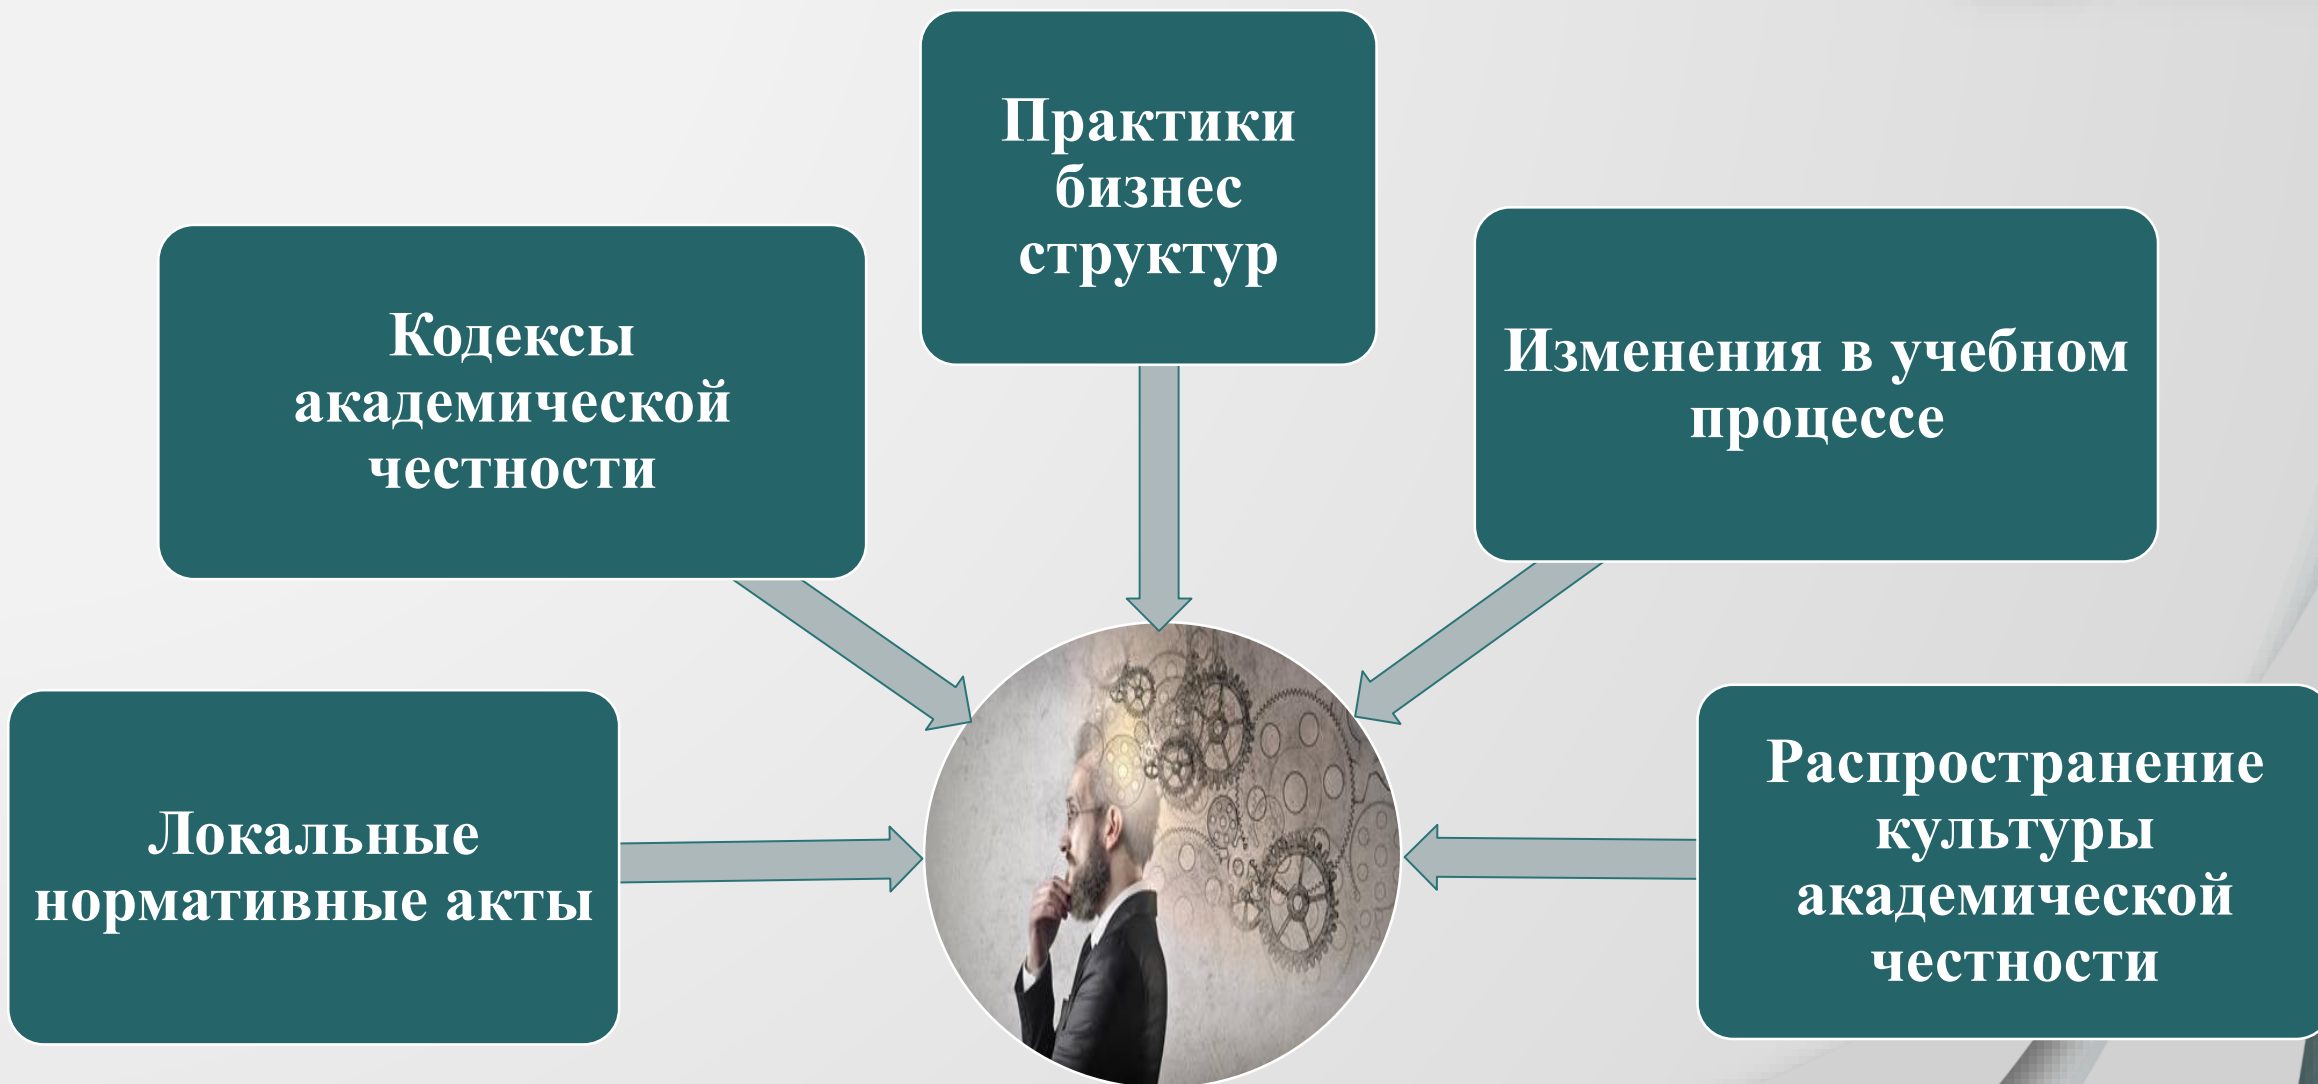 Практики
бизнес
структур
Кодексы
академической
честности
Изменения в учебном
процессе
Локальные
нормативные акты
Распространение
культуры
академической
честности